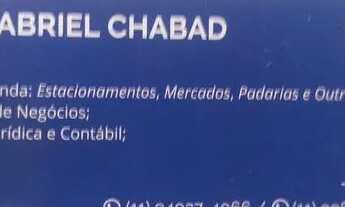 ABRIEL CHABAD
nda: Estacionamentos, Mercados, Padarias e Outr
de Negócios;
rídica e Contábil;